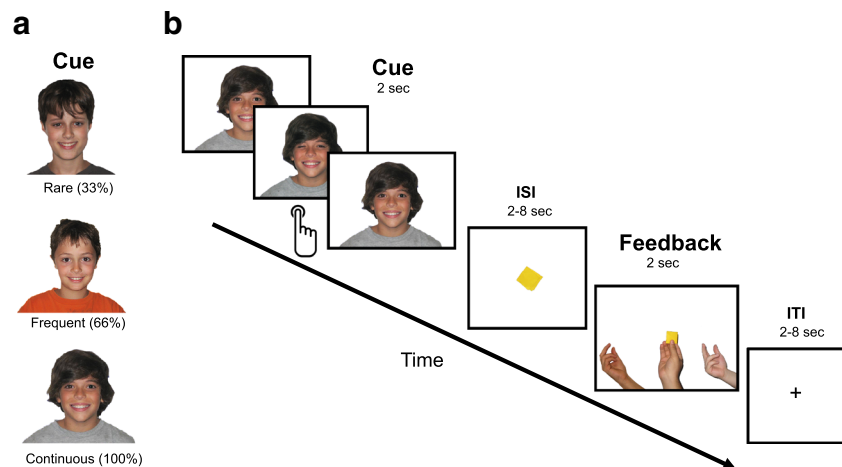 a
Cue
Rare (33%)
Frequent (66%)
Continuous (100%)
b
Cue
2 sec
ISI
2-8 sec
Feedback
2 sec
ITI
2-8 sec
Time
+